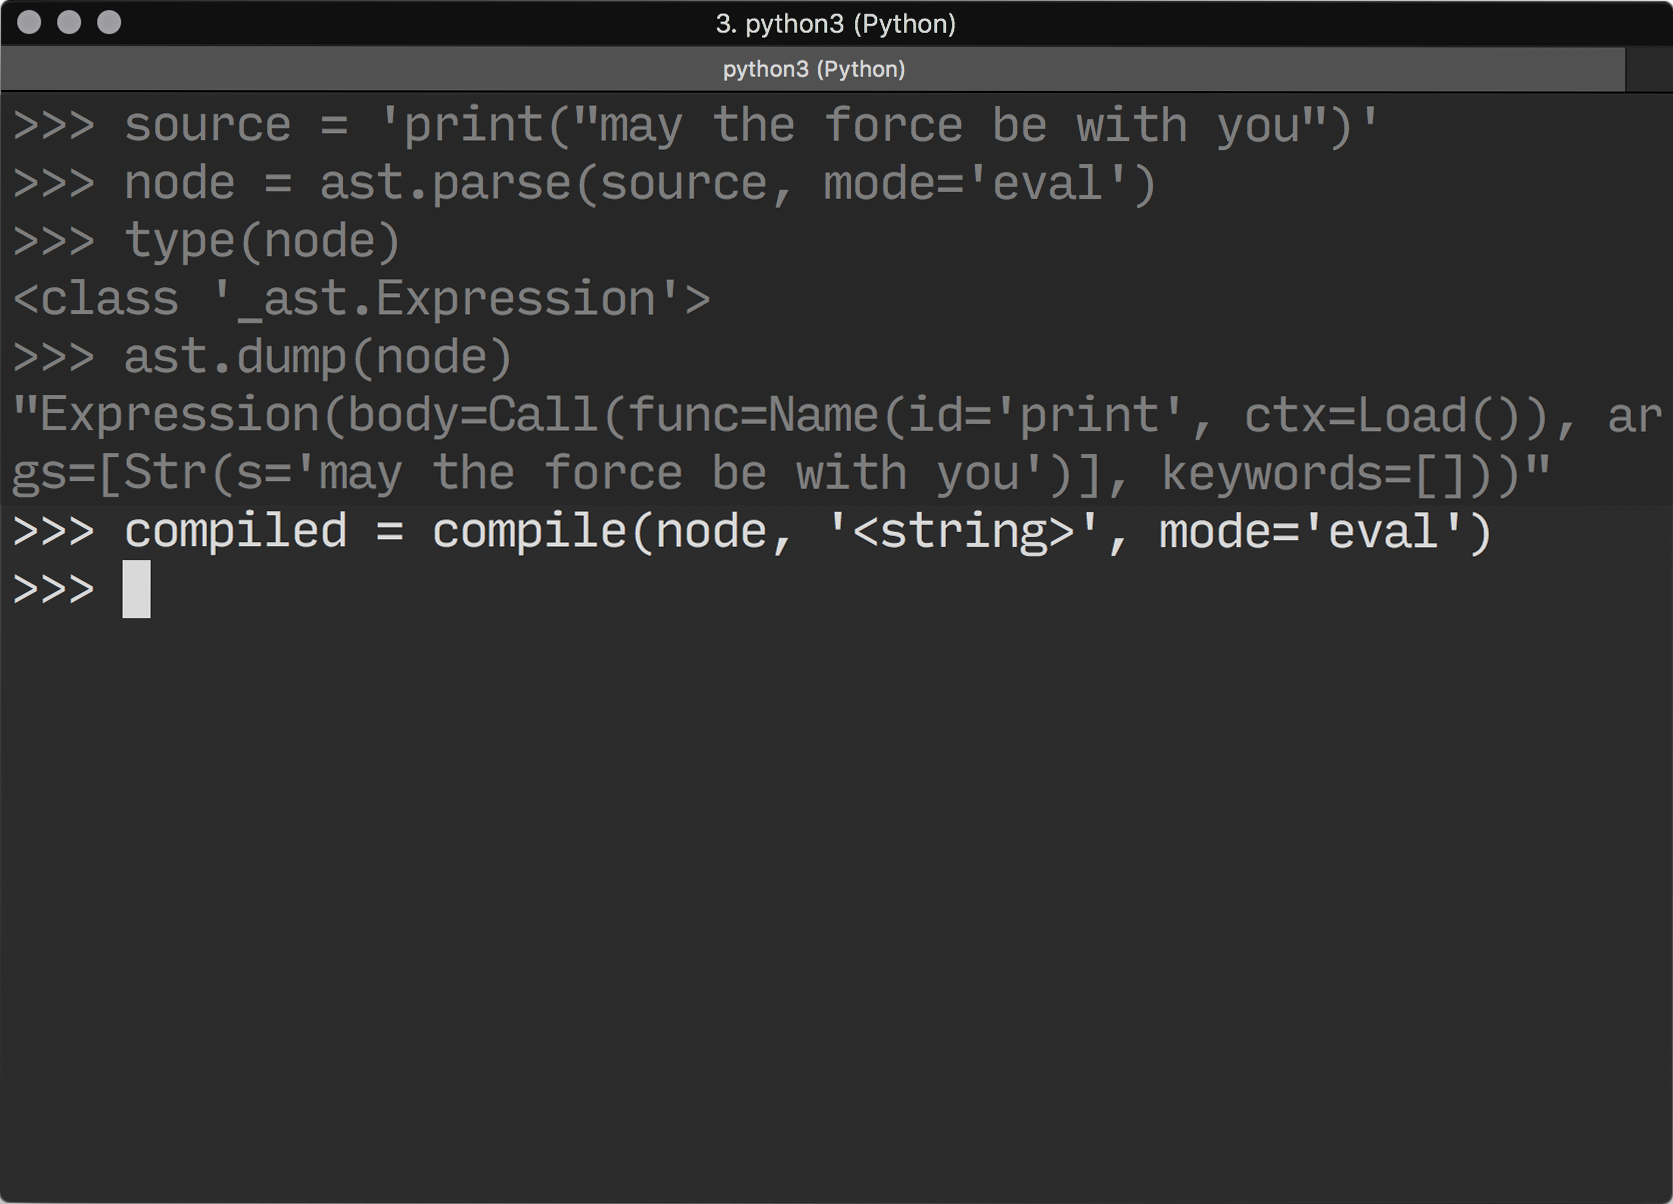 3. python3 (Python)
python3 (Python)
>>> source = 'print("may the force be with you")'
>>> node = ast.parse(source, mode='eval')
>>> type(node)
<class '_ast.Expression'>
>>> ast.dump(node)
"Expression(body=Call(func=Name(id='print', ctx=Load()), ar
gs=[Str(s='may the force be with you')], keywords=[]))"
>>> compiled = compile(node, '<string>', mode='eval')
>>>